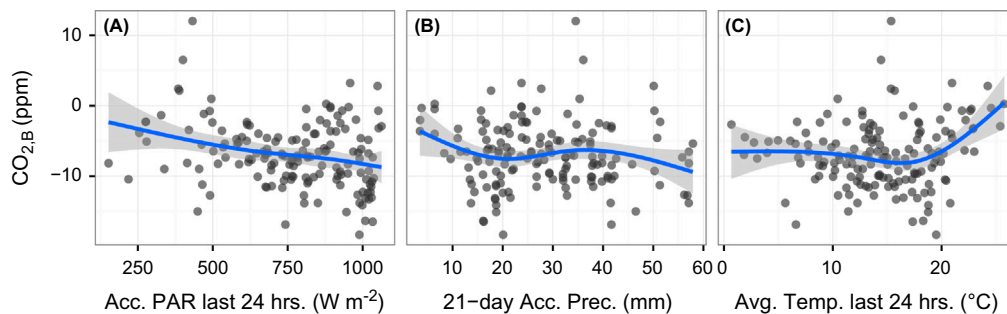 (A) (B) (C)
10
0
−10
CO2,B (ppm)
250 500 750 1000 10 20 30 40 50 60 0 10 20
Acc. PAR last 24 hrs. (W m-2) 21−day Acc. Prec. (mm) Avg. Temp. last 24 hrs. (°C)